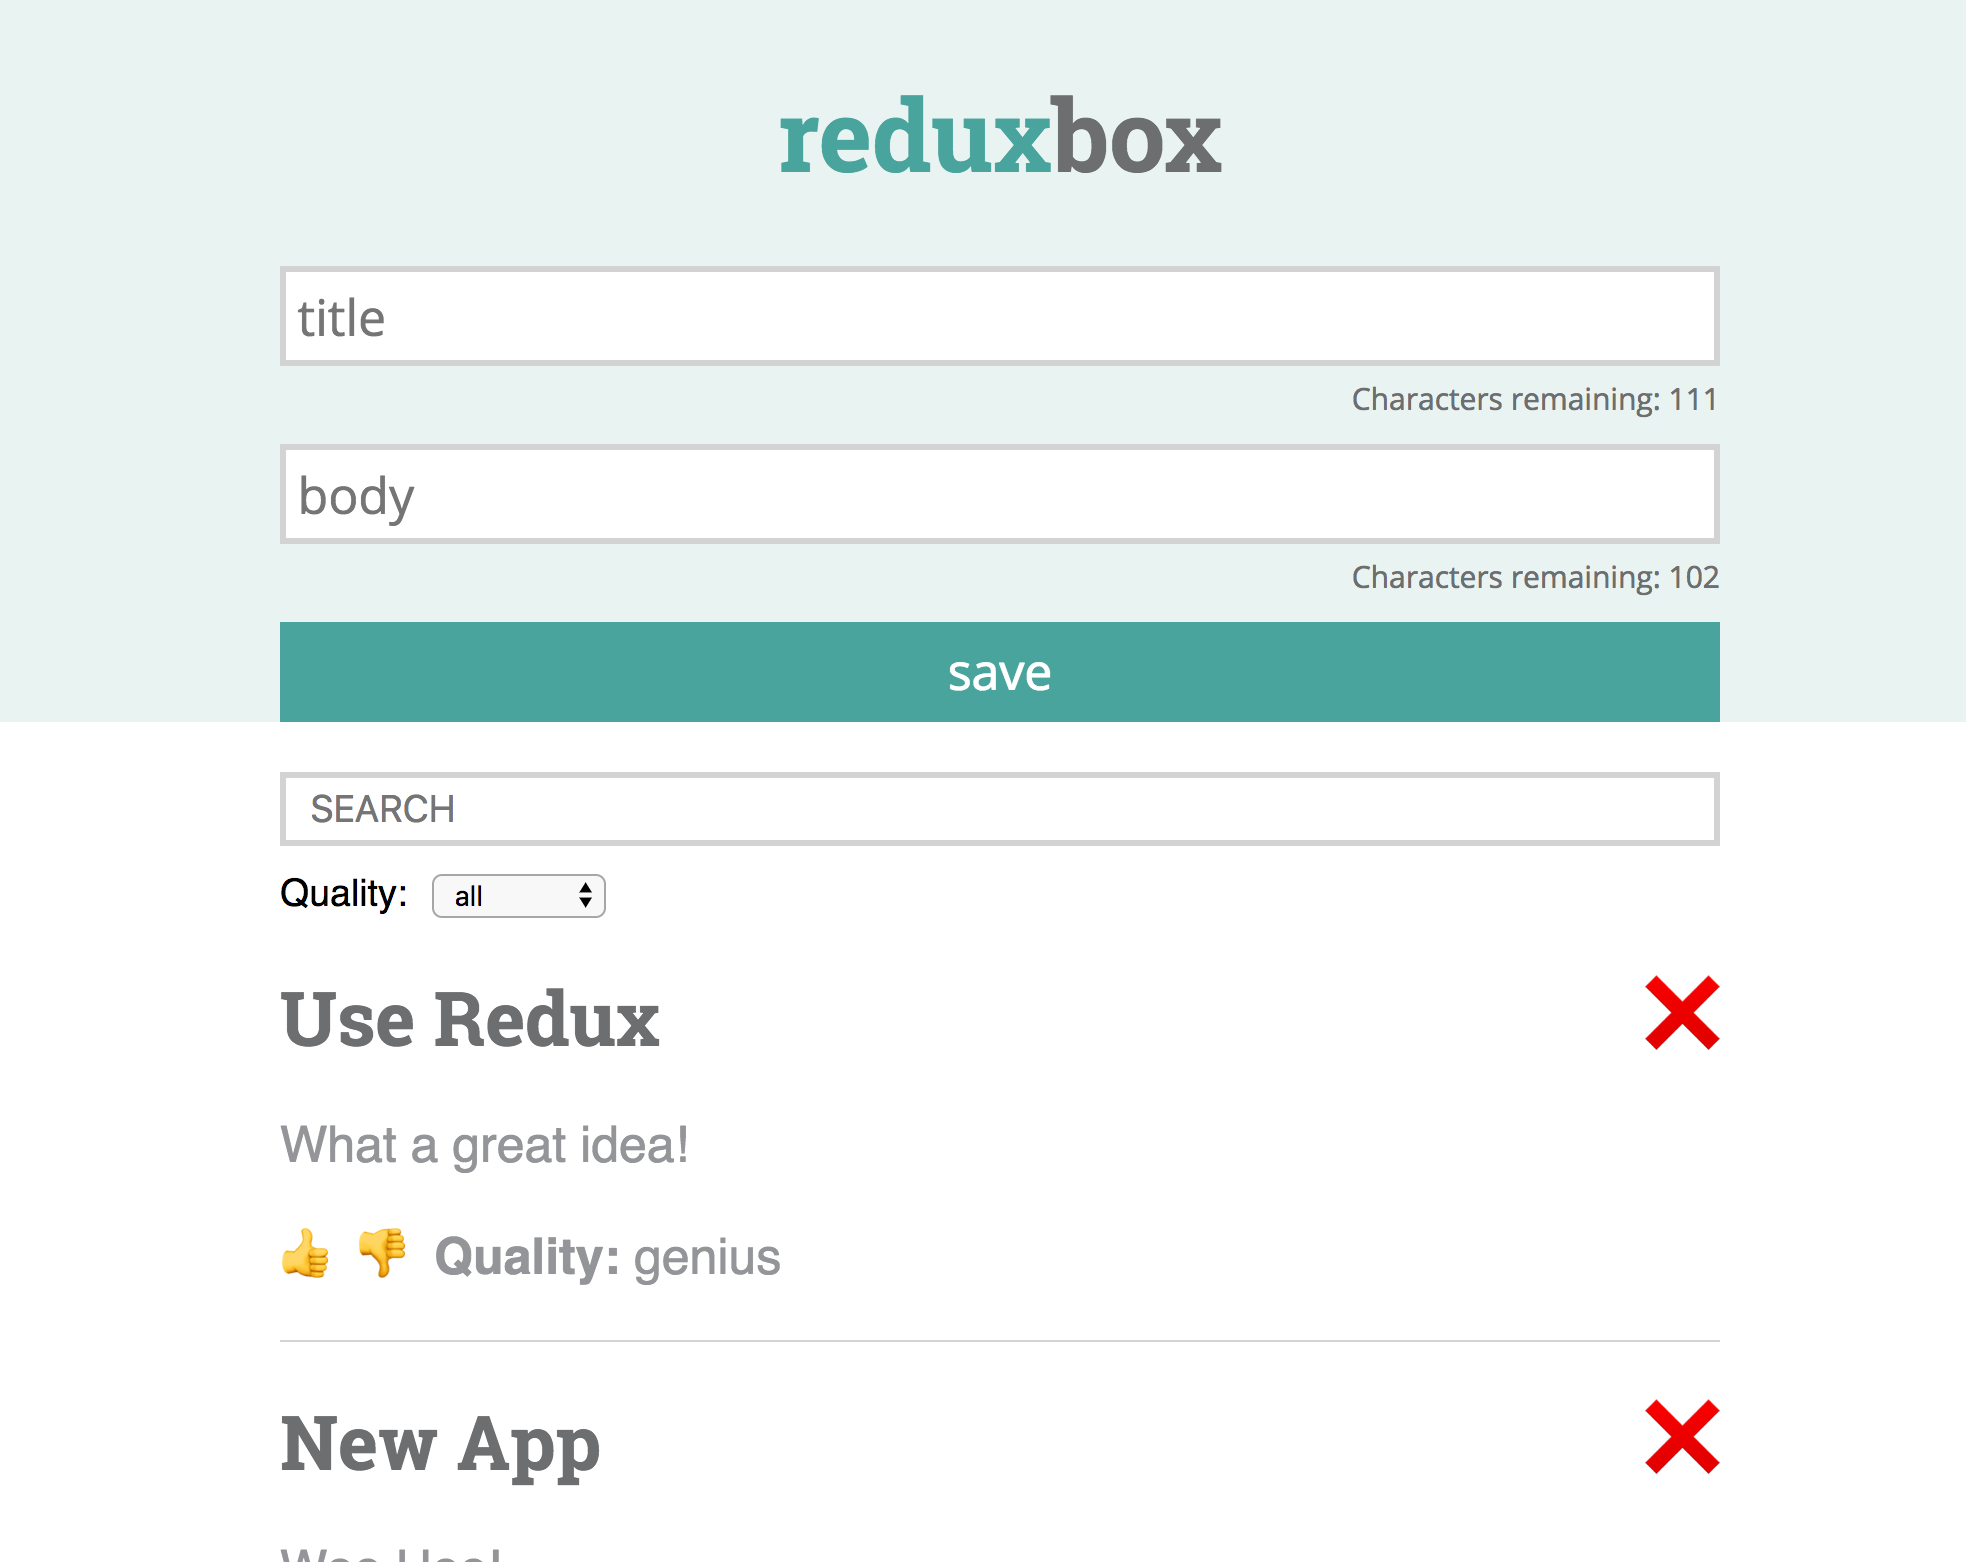 reduxbox
title
Characters remaining: 111
body
Characters remaining: 102
save
SEARCH
Quality: all
Use Redux
What a great idea!
👍 👎 Quality: genius
New App